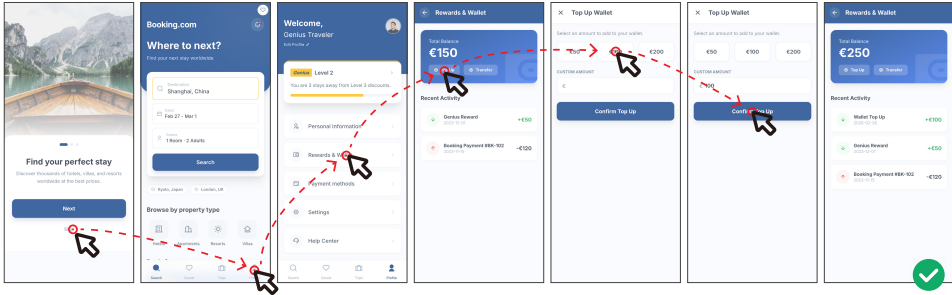 Find your perfect stay
Discover thousands of hotels, villas, and resorts
worldwide at the best prices.
Next
Booking.com
Where to next?
Find your next stay worldwide
Destination
Shanghai, China
Dates
Feb 27 - Mar 1
Guests
1 Room · 2 Adults
Search
Kyoto, Japan
London, UK
Browse by property type
Hotels
Apartments
Resorts
Villas
Search
Saved
Trips
Welcome,
Genius Traveler
Edit Profile
Genius Level 2
You are 3 stays away from Level 3 discounts.
Personal Information
Rewards & W
Payment methods
Settings
Help Center
Search
Saved
Trips
Profile
Rewards & Wallet
Total Balance
€150
Transfer
Recent Activity
Genius Reward
+€50
Booking Payment #BK-102
-€120
Top Up Wallet
Select an amount to add to your wallet.
€50
€200
CUSTOM AMOUNT
€
Confirm Top Up
Top Up Wallet
Select an amount to add to your wallet.
€50
€100
€200
CUSTOM AMOUNT
€ 100
Confirm Top Up
Rewards & Wallet
Total Balance
€250
Top Up
Transfer
Recent Activity
Wallet Top Up
+€100
Genius Reward
+€50
Booking Payment #BK-102
-€120